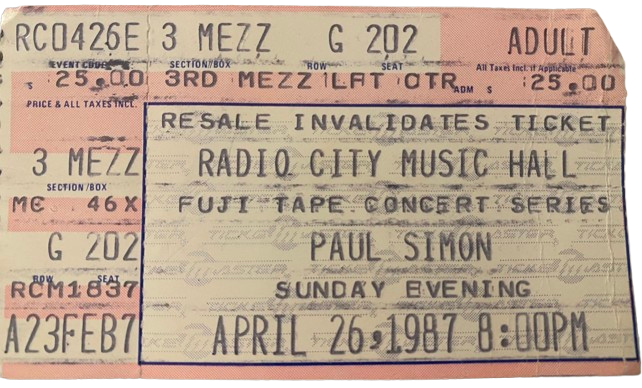 RC0426E 3 MEZZ G 202 ADULT
EVENT CODE SECTION/BOX ROW SEAT All Taxes Incl. if Applicable
$ 25.00 3RD MEZZ 1LFT CTR ADM $ 25.00
PRICE & ALL TAXES INCL.
RESALE INVALIDATES TICKET
3 MEZZ RADIO CITY MUSIC HALL
SECTION/BOX
MC 46X FUJI TAPE CONCERT SERIES
G 202 PAUL SIMON
ROW SEAT
RCM1837 SUNDAY EVENING
A23FEB7 APRIL 26,1987 8:00PM